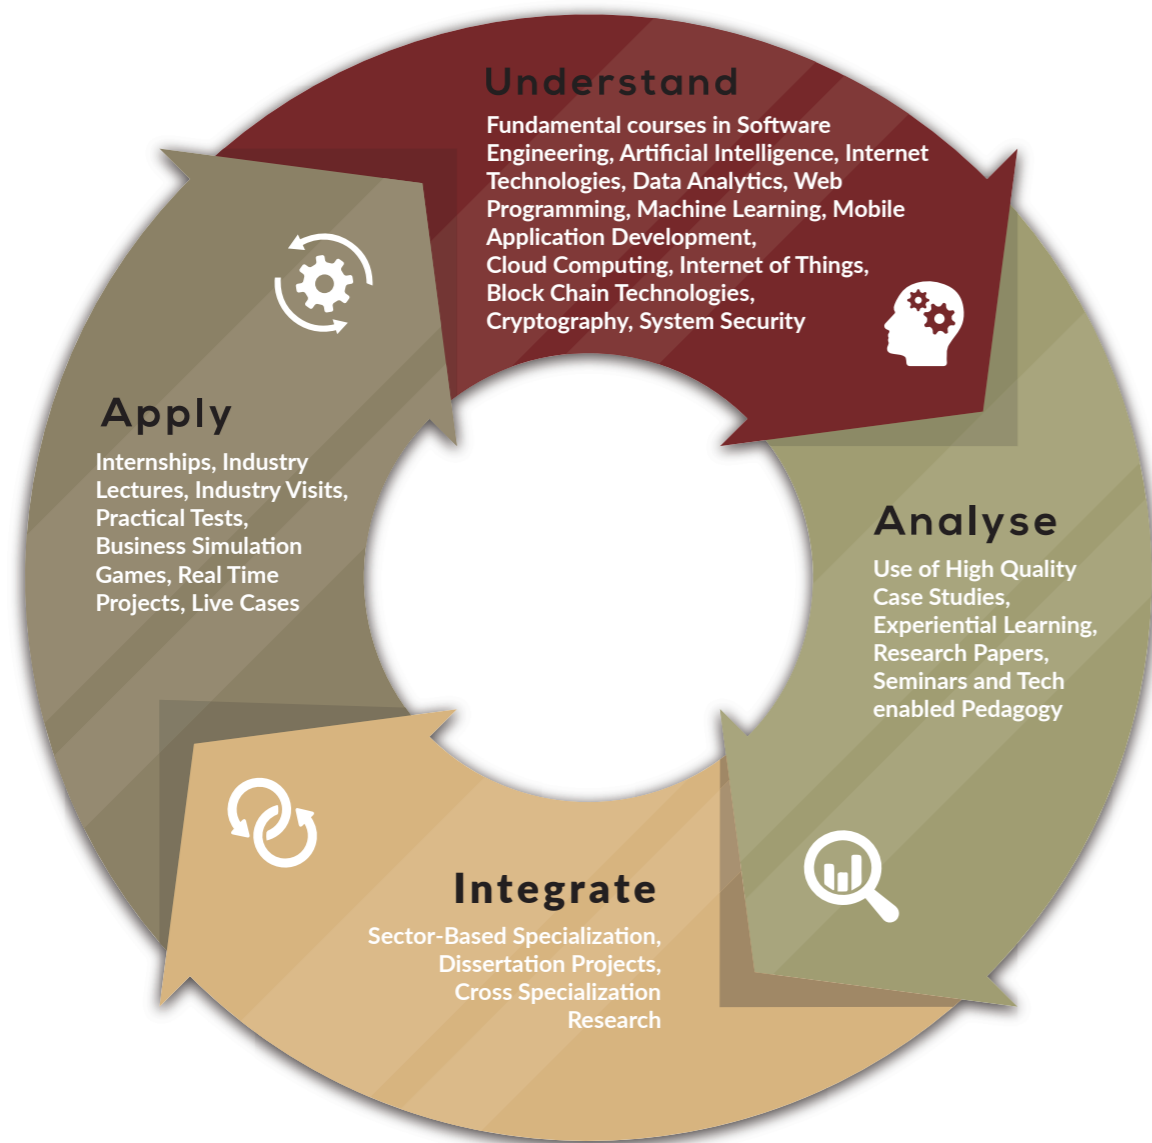 Understand
Fundamental courses in Software
Engineering, Artificial Intelligence, Internet
Technologies, Data Analytics, Web
Programming, Machine Learning, Mobile
Application Development,
Cloud Computing, Internet of Things,
Block Chain Technologies,
Cryptography, System Security
Analyse
Use of High Quality
Case Studies,
Experiential Learning,
Research Papers,
Seminars and Tech
enabled Pedagogy
Integrate
Sector-Based Specialization,
Dissertation Projects,
Cross Specialization
Research
Apply
Internships, Industry
Lectures, Industry Visits,
Practical Tests,
Business Simulation
Games, Real Time
Projects, Live Cases